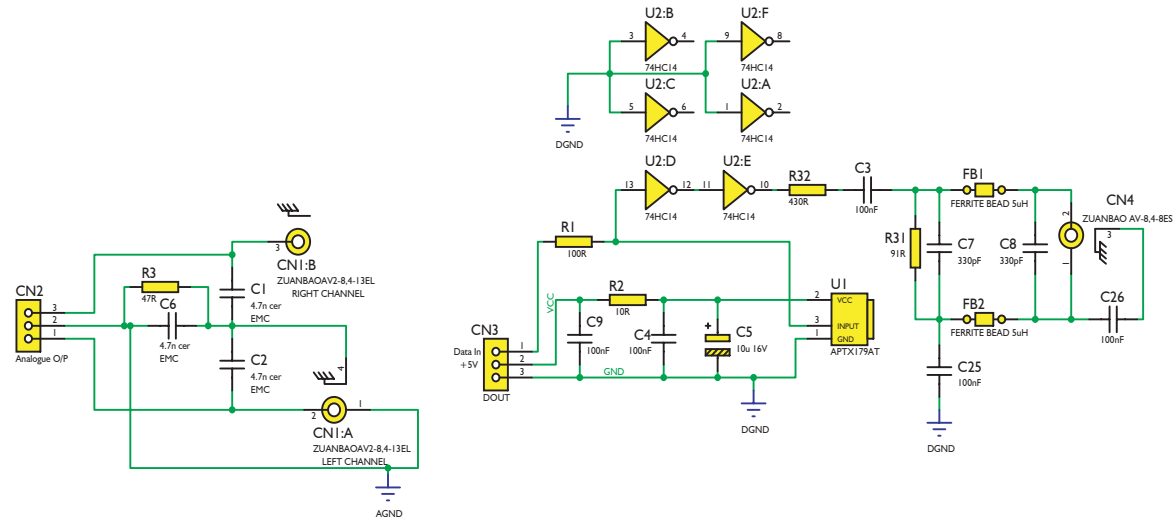 U2:B
3
4
74HC14
U2:F
9
8
74HC14
U2:C
5
6
74HC14
U2:A
1
2
74HC14
DGND
U2:D
13
12
74HC14
U2:E
11
10
74HC14
R32
430R
C3
100nF
FB1
FERRITE BEAD 5uH
CN4
ZUANBAO AV-8,4-8ES
2
3
1
R1
100R
R31
91R
C7
330pF
C8
330pF
FB2
FERRITE BEAD 5uH
C26
100nF
C25
100nF
DGND
U1
2
VCC
3
INPUT
1
GND
APTX179AT
VCC
R2
10R
C9
100nF
C4
100nF
+
C5
10u 16V
CN3
Data In
1
+5V
2
3
DOUT
GND
DGND
3
CN1:B
ZUANBAOAV2-8,4-13EL
RIGHT CHANNEL
CN2
3
2
1
Analogue O/P
R3
47R
C6
4.7n cer
EMC
C1
4.7n cer
EMC
C2
4.7n cer
EMC
4
2
1
CN1:A
ZUANBAOAV2-8,4-13EL
LEFT CHANNEL
AGND